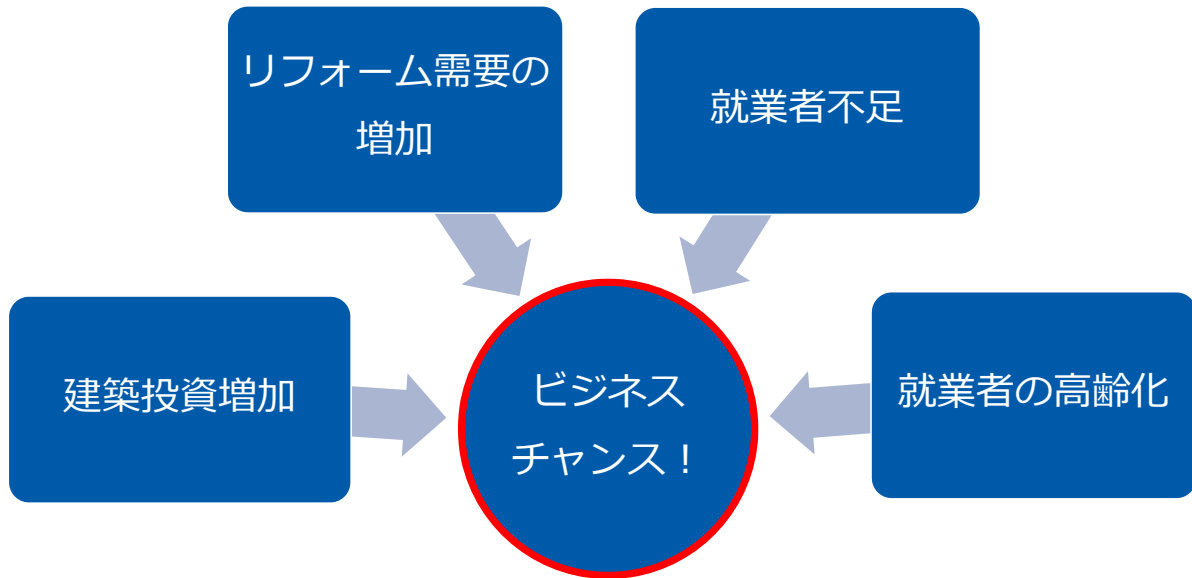 リフォーム需要の
増加
就業者不足
建築投資増加
ビジネス
チャンス！
就業者の高齢化